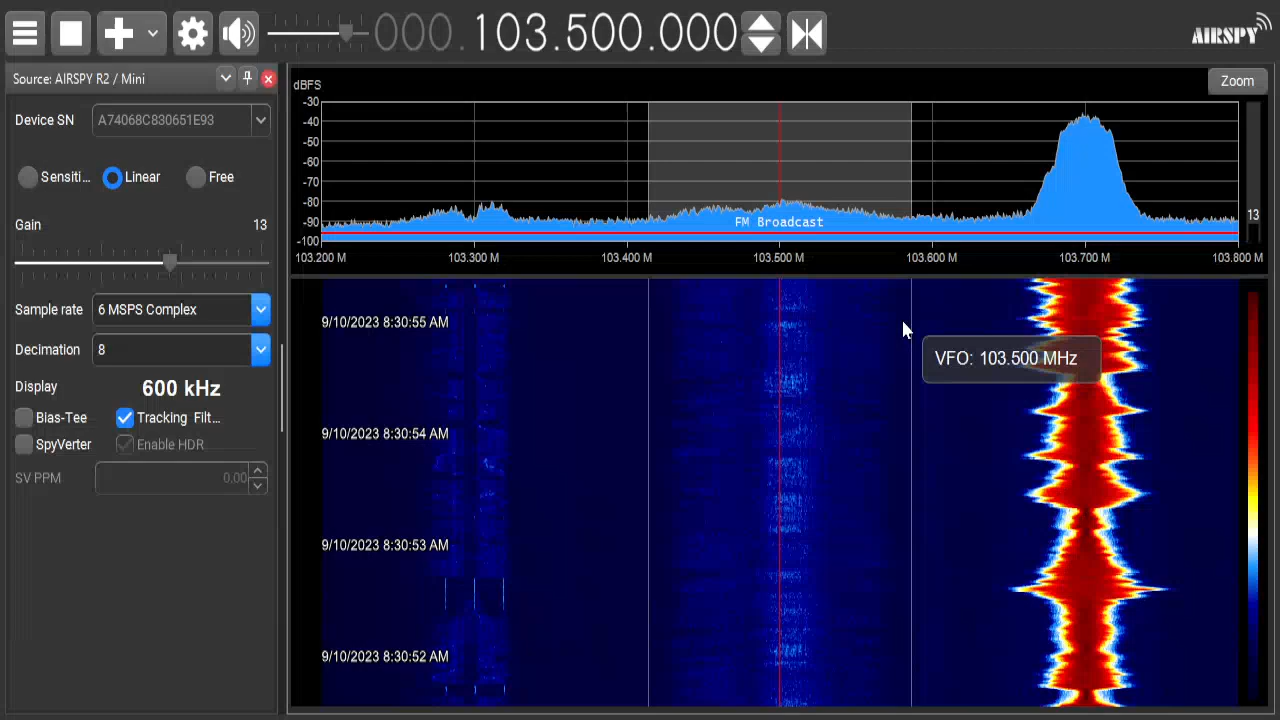 000.103.500.000
AIRSPY
Source: AIRSPY R2 / Mini
Device SN
A74068C830651E93
Sensiti...
Linear
Free
Gain
13
Sample rate
6 MSPS Complex
Decimation
8
Display
600 kHz
Bias-Tee
Tracking Filt...
SpyVerter
Enable HDR
SV PPM
0.00
dBFS
Zoom
-30
-40
-50
-60
-70
-80
-90
-100
13
FM Broadcast
103.200 M
103.300 M
103.400 M
103.500 M
103.600 M
103.700 M
103.800 M
9/10/2023 8:30:55 AM
VFO: 103.500 MHz
9/10/2023 8:30:54 AM
9/10/2023 8:30:53 AM
9/10/2023 8:30:52 AM